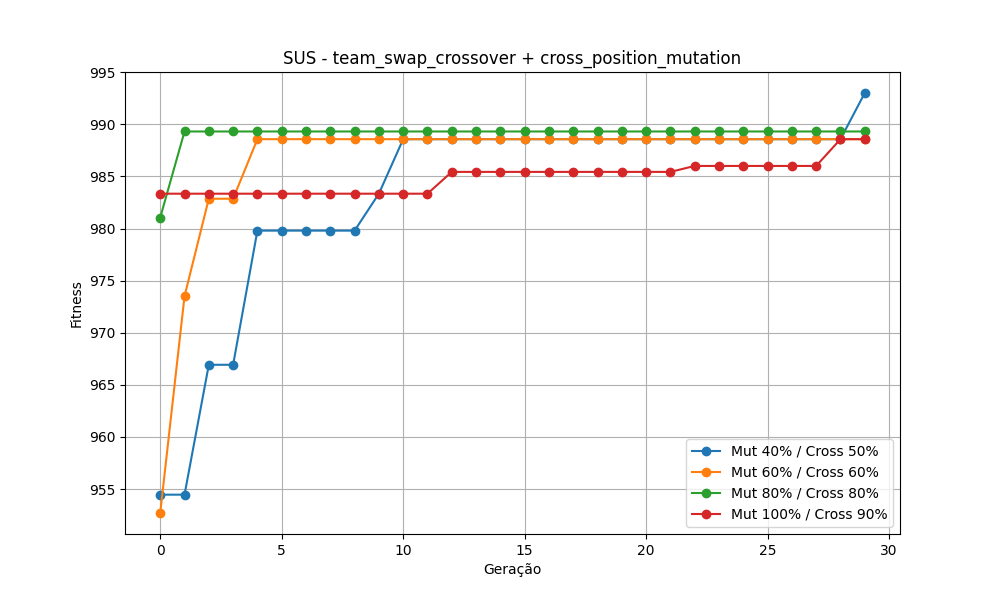 SUS - team_swap_crossover + cross_position_mutation
995
990
985
980
975
970
965
960
955
Fitness
Mut 40% / Cross 50%
Mut 60% / Cross 60%
Mut 80% / Cross 80%
Mut 100% / Cross 90%
0 5 10 15 20 25 30
Geração